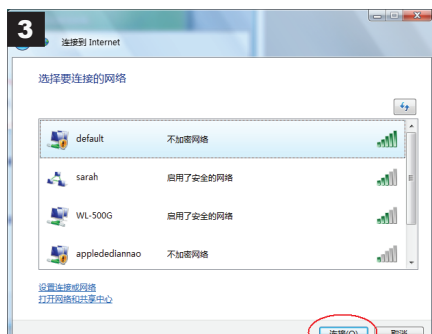 3
连接到 Internet
选择要连接的网络
default 不加密网络
sarah 启用了安全的网络
WL-500G 启用了安全的网络
applededianna​o 不加密网络
设置连接或网络
打开网络和共享中心
连接(O) 取消